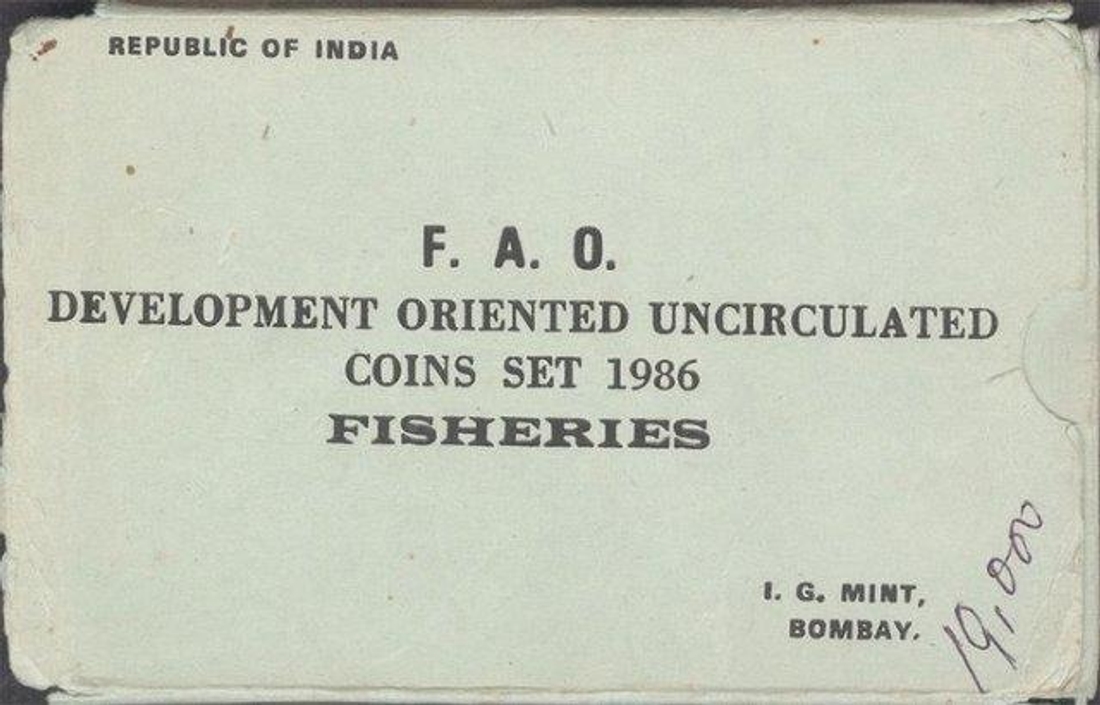 REPUBLIC OF INDIA
F. A. O.
DEVELOPMENT ORIENTED UNCIRCULATED
COINS SET 1986
FISHERIES
I. G. MINT,
BOMBAY.
19,000